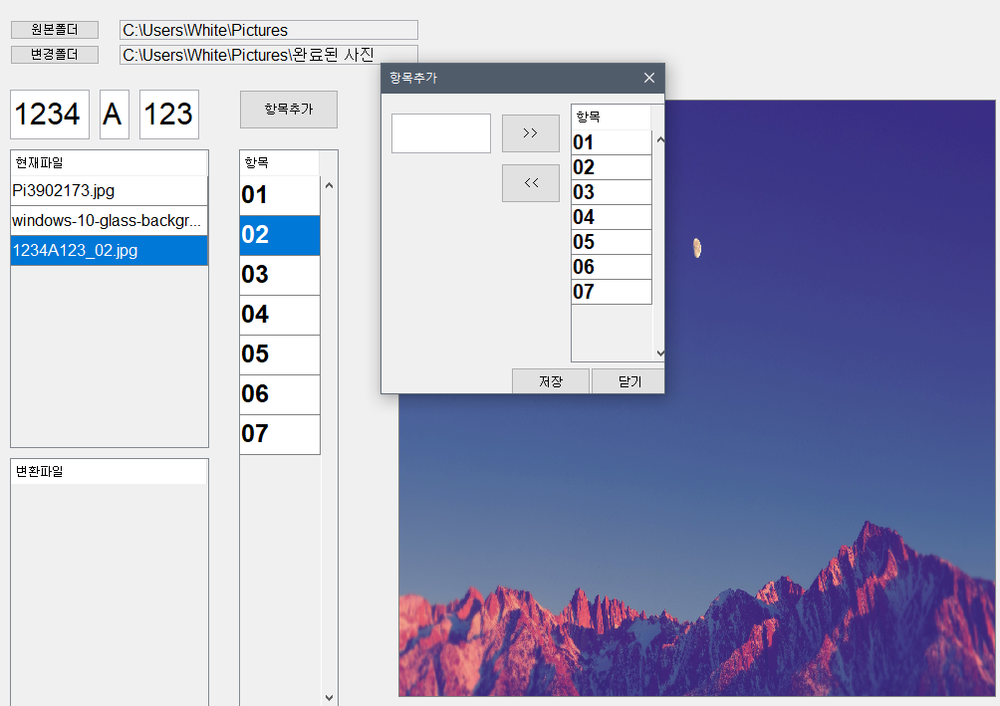 원본폴더 C:\Users\White\Pictures
변경폴더 C:\Users\White\Pictures\완료된 사진
1234 A 123 항목추가
현재파일
Pi3902173.jpg
windows-10-glass-backgr...
1234A123_02.jpg
변환파일
항목
01
02
03
04
05
06
07
항목추가
>>
<<
항목
01
02
03
04
05
06
07
저장 닫기